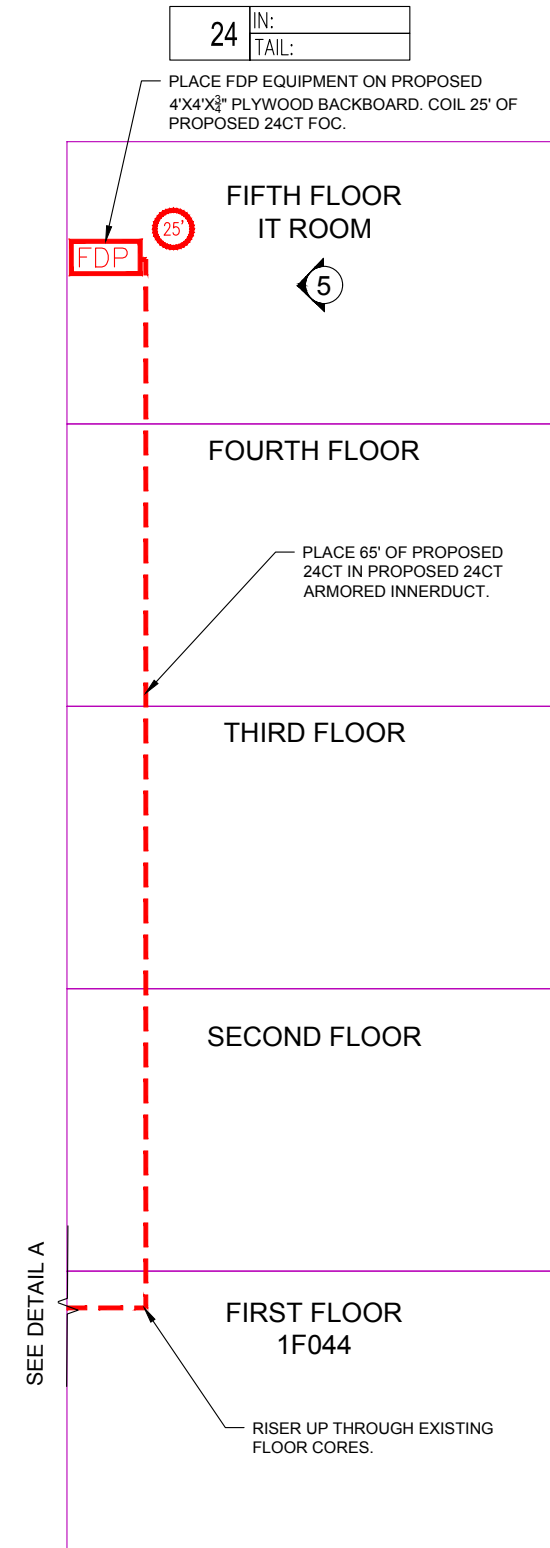 24
IN:
TAIL:
PLACE FDP EQUIPMENT ON PROPOSED
4'X4'X3/4" PLYWOOD BACKBOARD. COIL 25' OF
PROPOSED 24CT FOC.
FIFTH FLOOR
IT ROOM
25'
FDP
5
FOURTH FLOOR
PLACE 65' OF PROPOSED
24CT IN PROPOSED 24CT
ARMORED INNERDUCT.
THIRD FLOOR
SECOND FLOOR
SEE DETAIL A
FIRST FLOOR
1F044
RISER UP THROUGH EXISTING
FLOOR CORES.